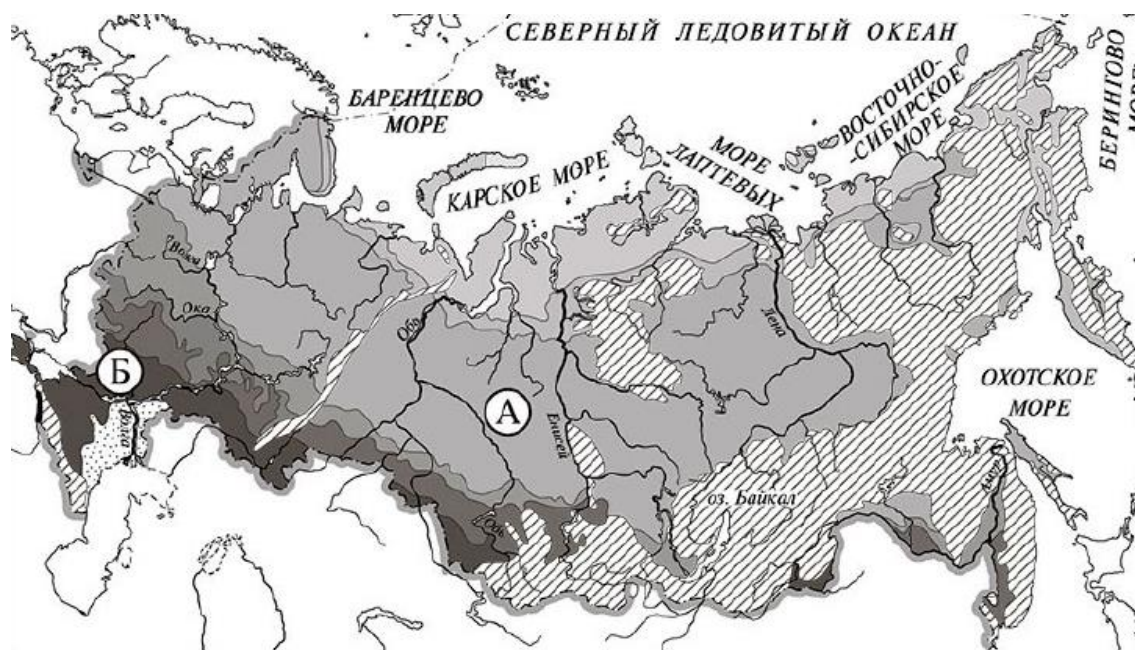 СЕВЕРНЫЙ ЛЕДОВИТЫЙ ОКЕАН
БАРЕНЦЕВО
МОРЕ
КАРСКОЕ МОРЕ
МОРЕ
ЛАПТЕВЫХ
ВОСТОЧНО-
СИБИРСКОЕ
МОРЕ
БЕРИНГОВО
МОРЕ
Волга
Ока
Обь
Лена
Б
А
Енисей
Волга
ОХОТСКОЕ
МОРЕ
оз. Байкал
Амур
Обь